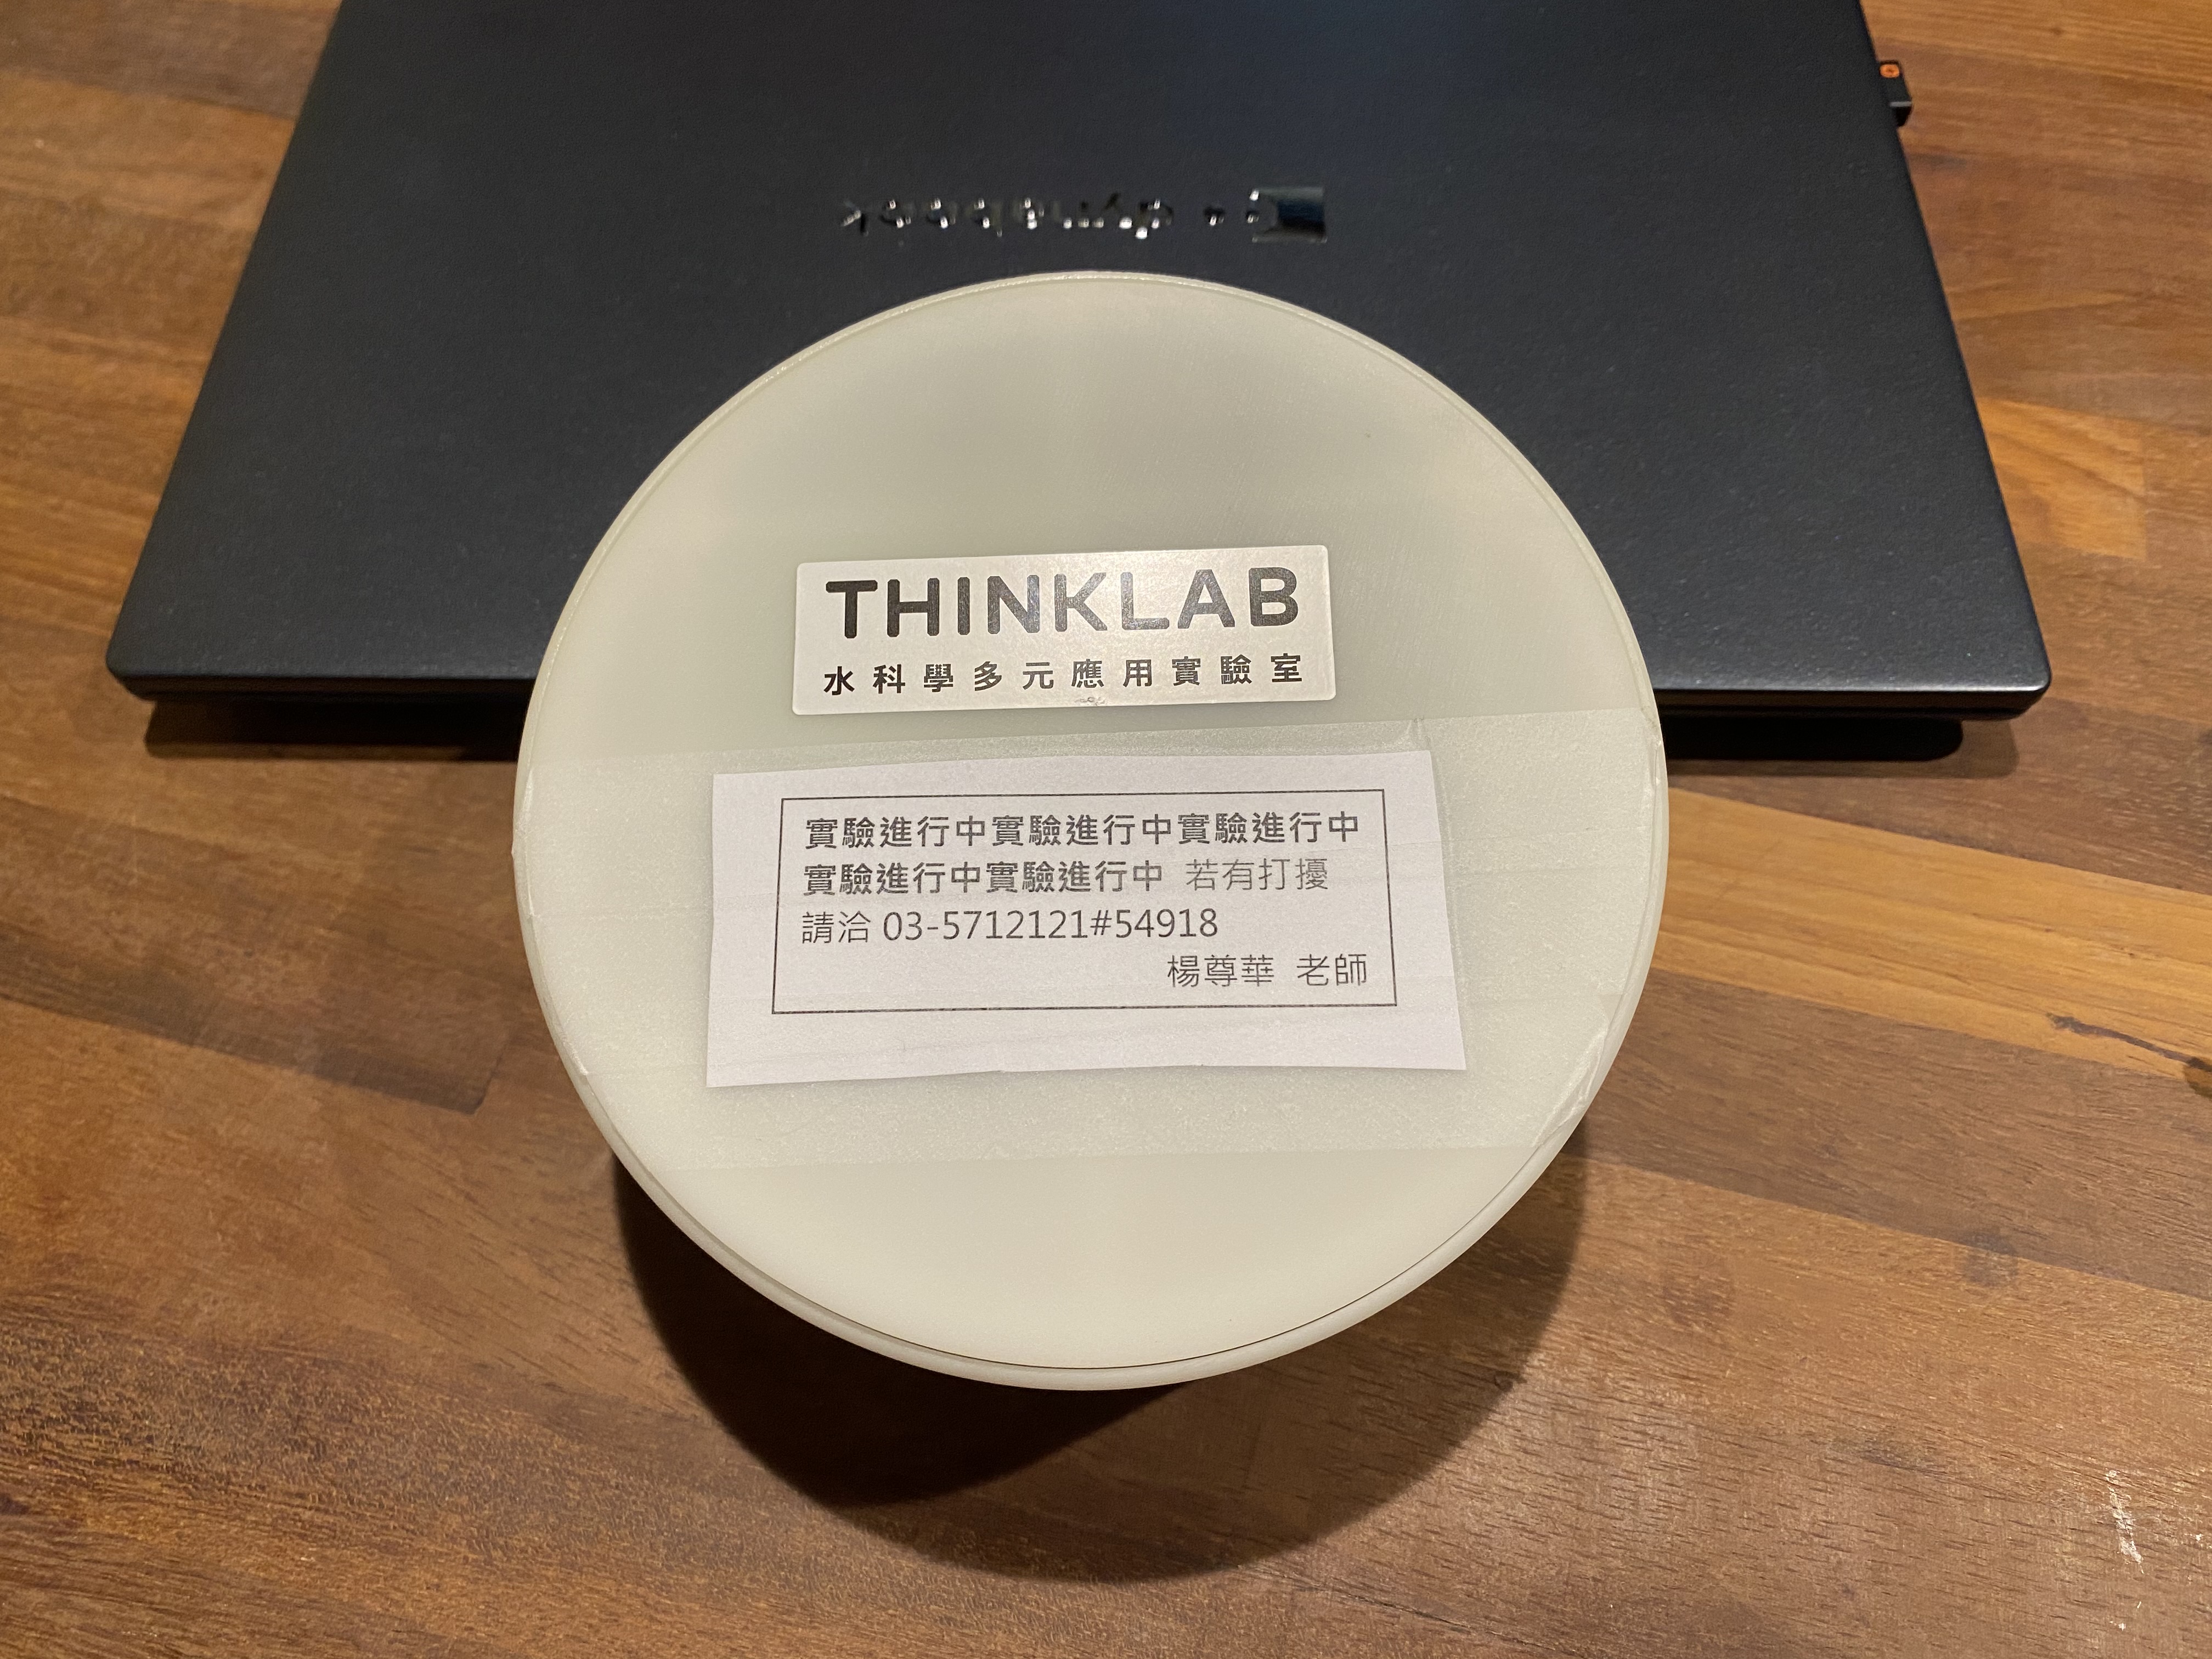 dynabook
THINKLAB
水科學多元應用實驗室
實驗進行中實驗進行中實驗進行中
實驗進行中實驗進行中 若有打擾
請洽 03-5712121#54918
楊尊華 老師